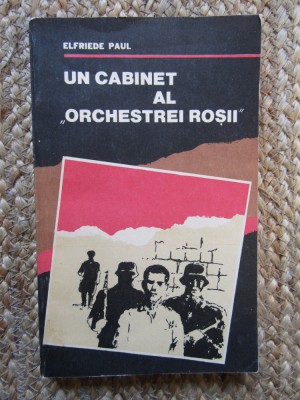 ELFRIEDE PAUL
UN CABINET
AL
„ORCHESTREI ROȘII"